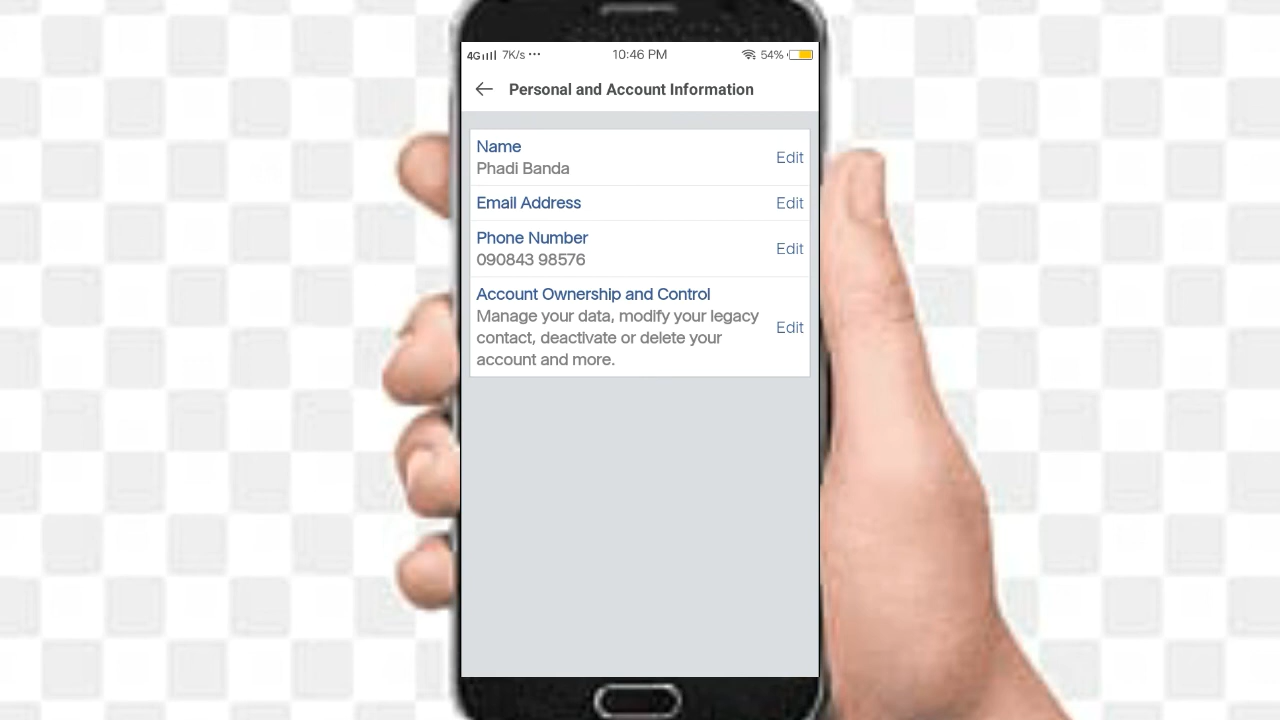 4G 7K/s ... 10:46 PM 54%
Personal and Account Information
Name
Phadi Banda
Edit
Email Address Edit
Phone Number
090843 98576
Edit
Account Ownership and Control
Manage your data, modify your legacy
contact, deactivate or delete your
account and more.
Edit